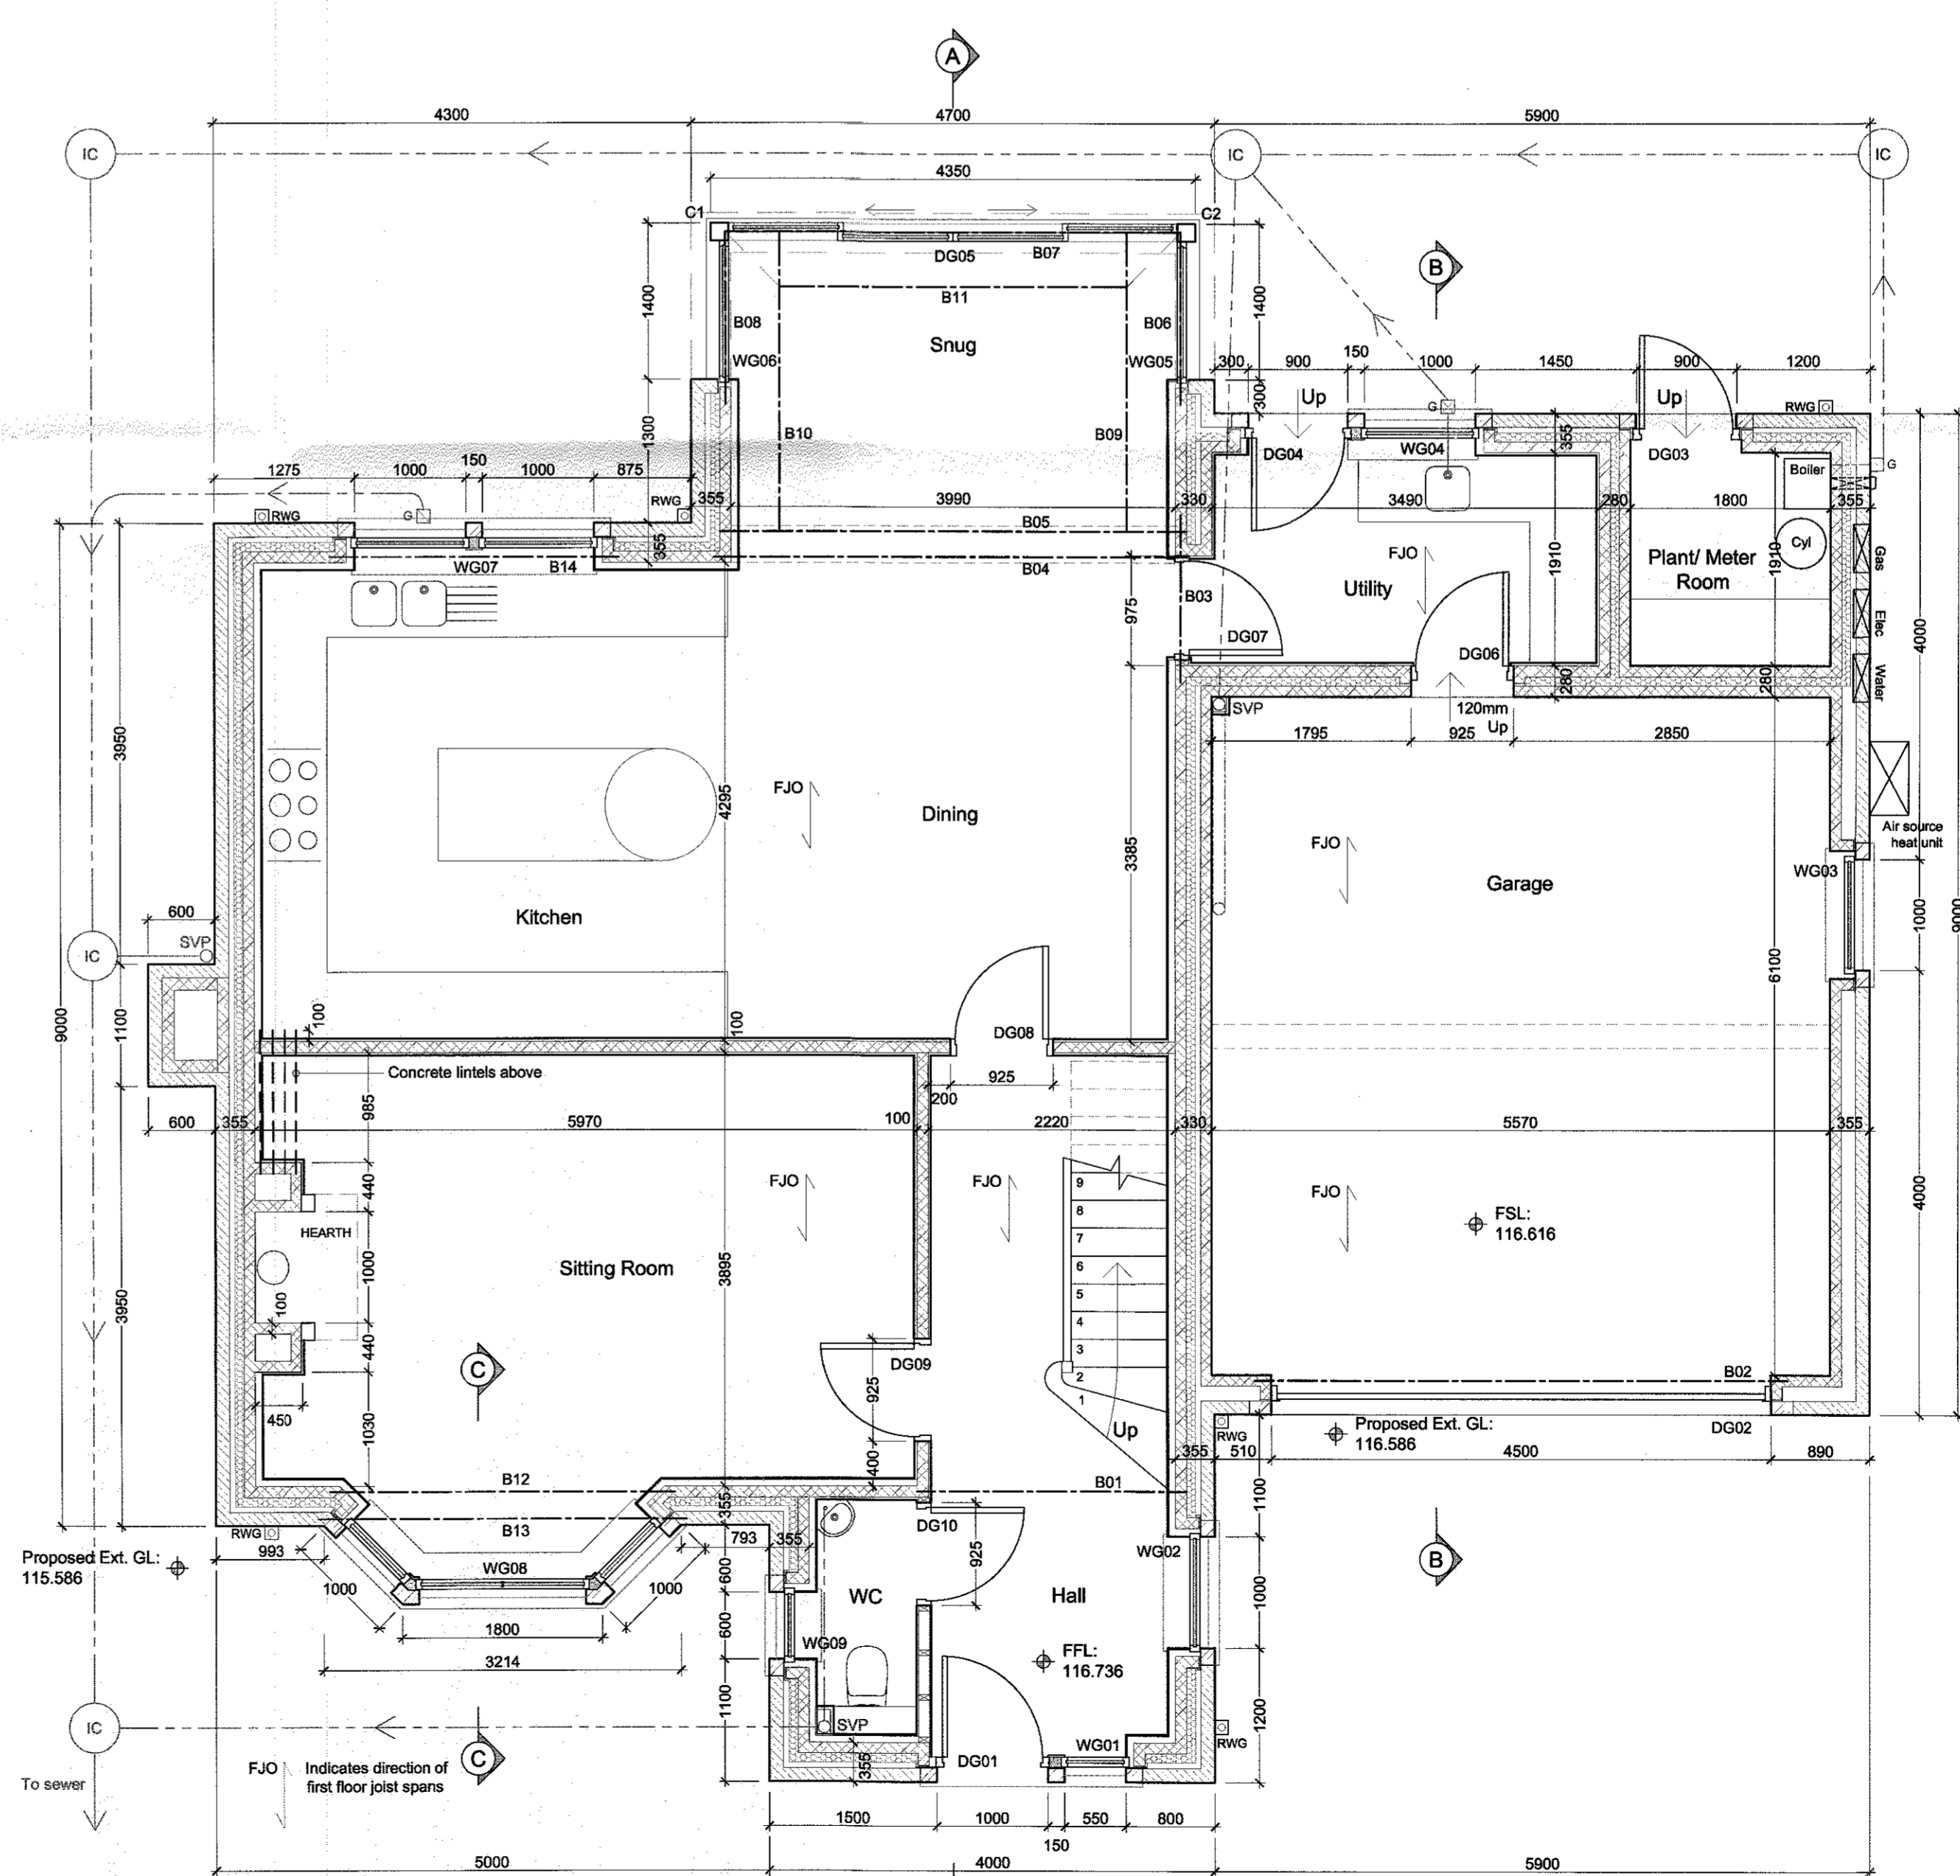 A
4300
4700
5900
IC
IC
IC
4350
C1
C2
DG05
B07
B11
B
1400
1400
B08
B06
Snug
WG06
WG05
300
900
150
1000
1450
900
1200
Up
Up
300
G
RWG
1300
B10
B09
DG04
WG04
355
DG03
Boiler
G
1275
1000
150
1000
875
RWG
355
3990
330
3490
280
1800
355
RWG
G
B05
355
Cyl
Gas
WG07
B14
B04
FJO
1910
Plant/ Meter
Room
1910
975
B03
Utility
Elec
4000
DG07
DG06
Water
280
280
SVP
120mm
Up
1795
925
2850
3950
FJO
4295
Dining
Air source
heat unit
3385
FJO
WG03
Garage
600
Kitchen
1000
9000
SVP
IC
6100
9000
1100
100
100
DG08
Concrete lintels above
925
985
200
600
355
5970
100
2220
330
5570
355
440
FJO
FJO
9
FJO
4000
8
FSL:
116.616
HEARTH
7
Sitting Room
1000
3895
6
5
3950
100
4
440
3
C
DG09
2
B02
925
1
450
1030
Up
Proposed Ext. GL:
116.586
RWG
DG02
400
355
510
4500
890
B12
B01
355
1100
RWG
B13
DG10
Proposed Ext. GL:
115.586
993
793
355
925
WG02
B
WG08
600
1000
1000
WC
Hall
1000
1800
600
WG09
3214
FFL:
116.736
1100
1200
IC
SVP
C
355
DG01
WG01
RWG
FJO
Indicates direction of
first floor joist spans
To sewer
1500
1000
550
800
150
5000
4000
5900